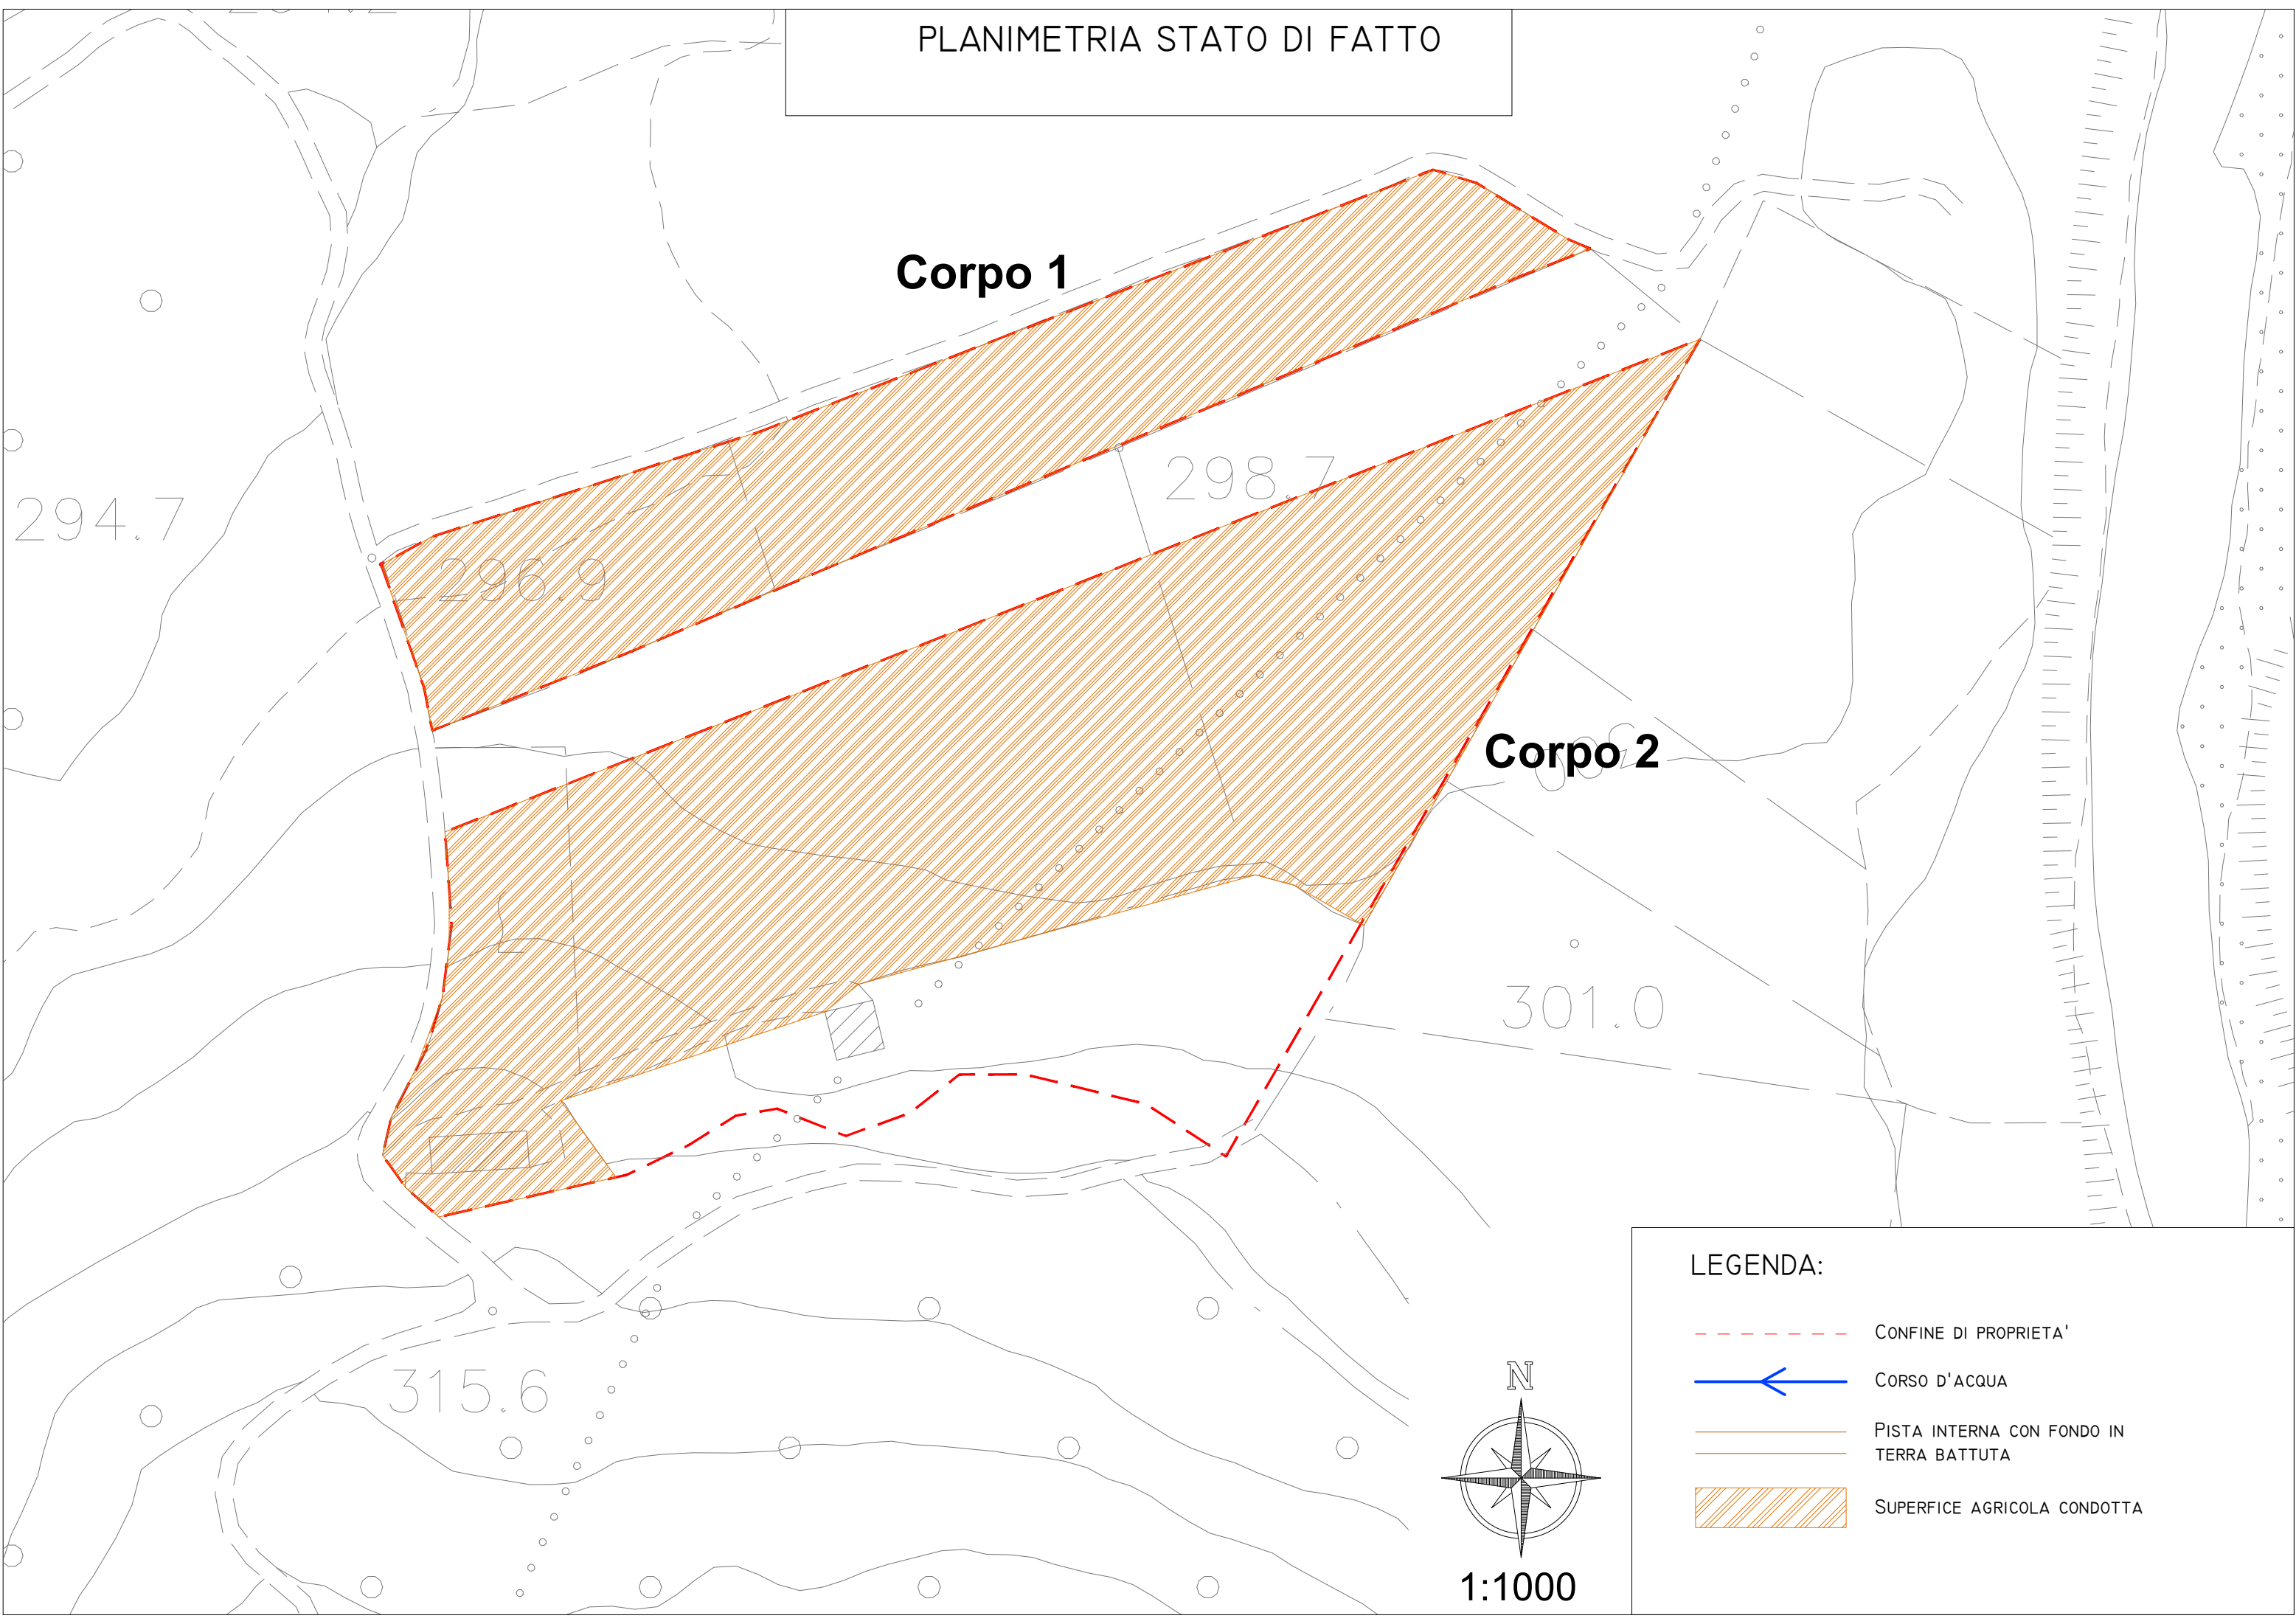 PLANIMETRIA STATO DI FATTO
Corpo 1
298.7
294.7
296.9
Corpo 2
301.0
315.6
N
1:1000
LEGENDA:
CONFINE DI PROPRIETA'
CORSO D'ACQUA
PISTA INTERNA CON FONDO IN
TERRA BATTUTA
SUPERFICE AGRICOLA CONDOTTA